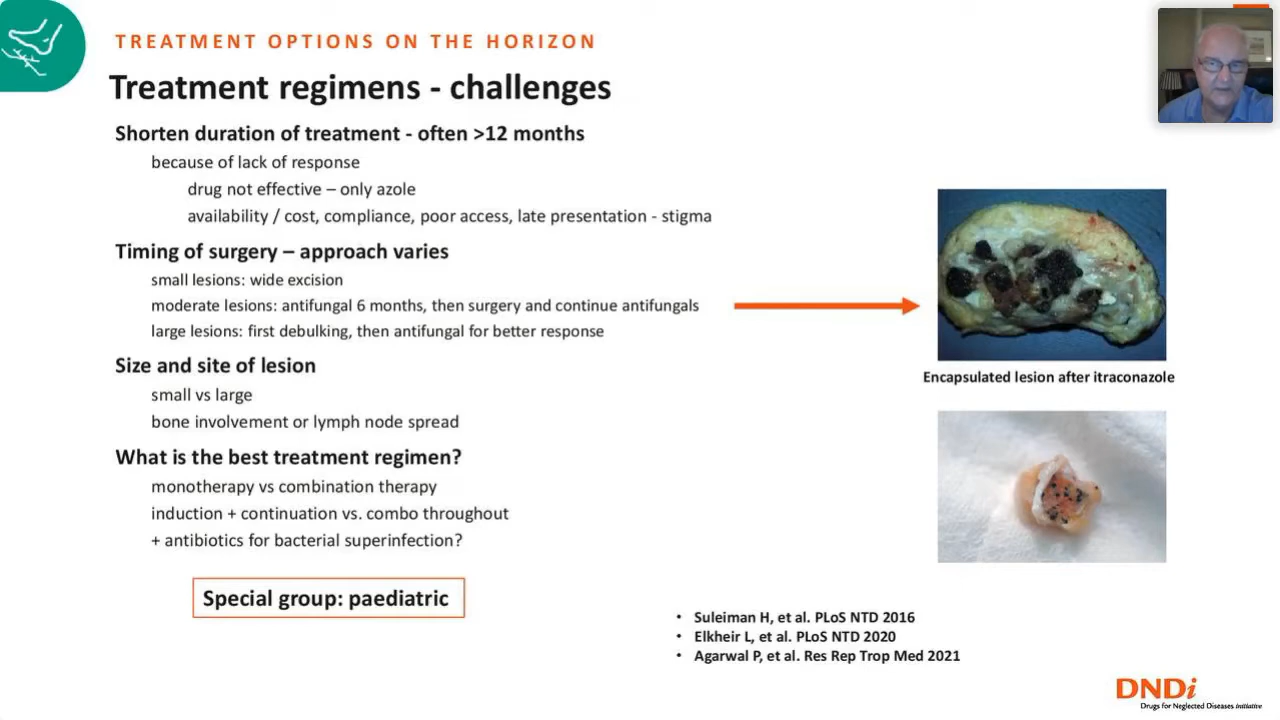 TREATMENT OPTIONS ON THE HORIZON
Treatment regimens - challenges
Shorten duration of treatment - often >12 months
because of lack of response
drug not effective – only azole
availability / cost, compliance, poor access, late presentation - stigma
Timing of surgery – approach varies
small lesions: wide excision
moderate lesions: antifungal 6 months, then surgery and continue antifungals
large lesions: first debulking, then antifungal for better response
Size and site of lesion
small vs large
bone involvement or lymph node spread
What is the best treatment regimen?
monotherapy vs combination therapy
induction + continuation vs. combo throughout
+ antibiotics for bacterial superinfection?
Special group: paediatric
Encapsulated lesion after itraconazole
• Suleiman H, et al. PLoS NTD 2016
• Elkheir L, et al. PLoS NTD 2020
• Agarwal P, et al. Res Rep Trop Med 2021
DNDi
Drugs for Neglected Diseases initiative